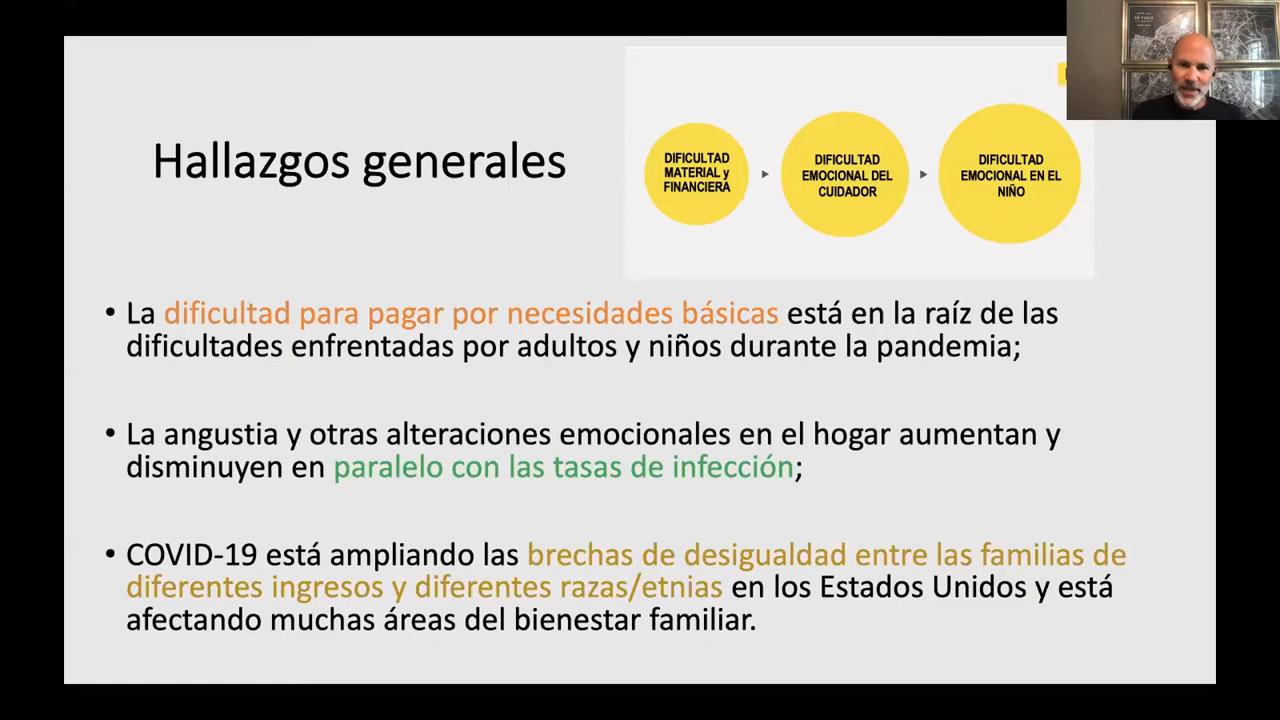 Hallazgos generales
DIFICULTAD
MATERIAL y
FINANCIERA
DIFICULTAD
EMOCIONAL DEL
CUIDADOR
DIFICULTAD
EMOCIONAL EN EL
NIÑO
• La dificultad para pagar por necesidades básicas está en la raíz de las
dificultades enfrentadas por adultos y niños durante la pandemia;
• La angustia y otras alteraciones emocionales en el hogar aumentan y
disminuyen en paralelo con las tasas de infección;
• COVID-19 está ampliando las brechas de desigualdad entre las familias de
diferentes ingresos y diferentes razas/etnias en los Estados Unidos y está
afectando muchas áreas del bienestar familiar.